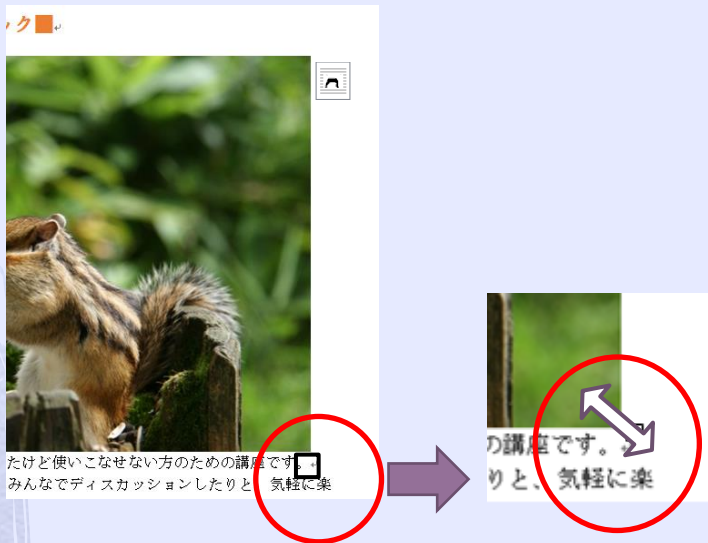 ック■
たけど使いこなせない方のための講座です。
みんなでディスカッションしたりと、気軽に楽
の講座です。
りと、気軽に楽